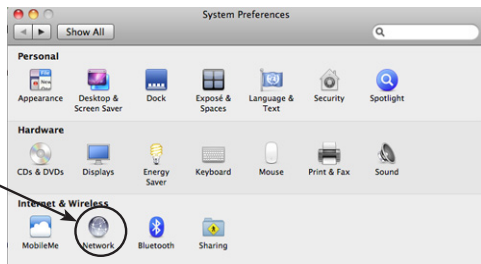 System Preferences
Show All
Personal
Appearance Desktop & Screen Saver Dock Exposé & Spaces Language & Text Security Spotlight
Hardware
CDs & DVDs Displays Energy Saver Keyboard Mouse Print & Fax Sound
Internet & Wireless
MobileMe Network Bluetooth Sharing